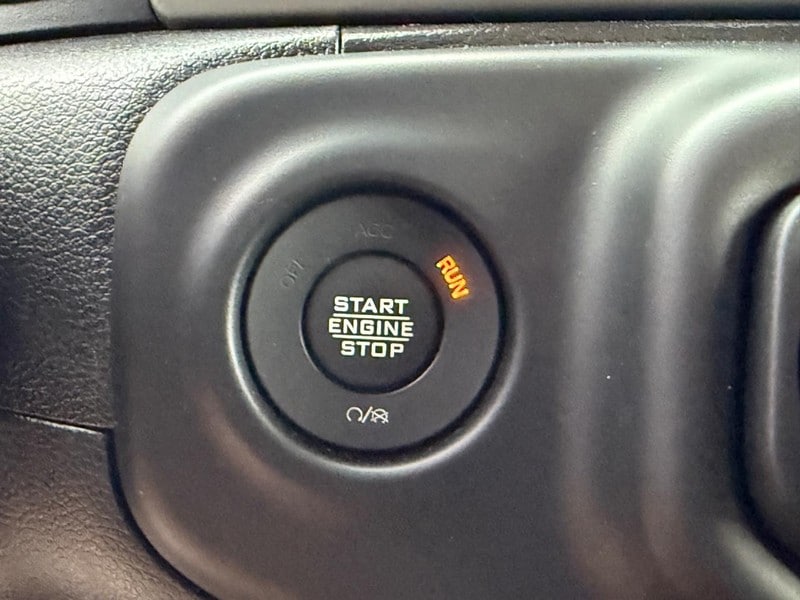 OFF
ACC
RUN
START
ENGINE
STOP